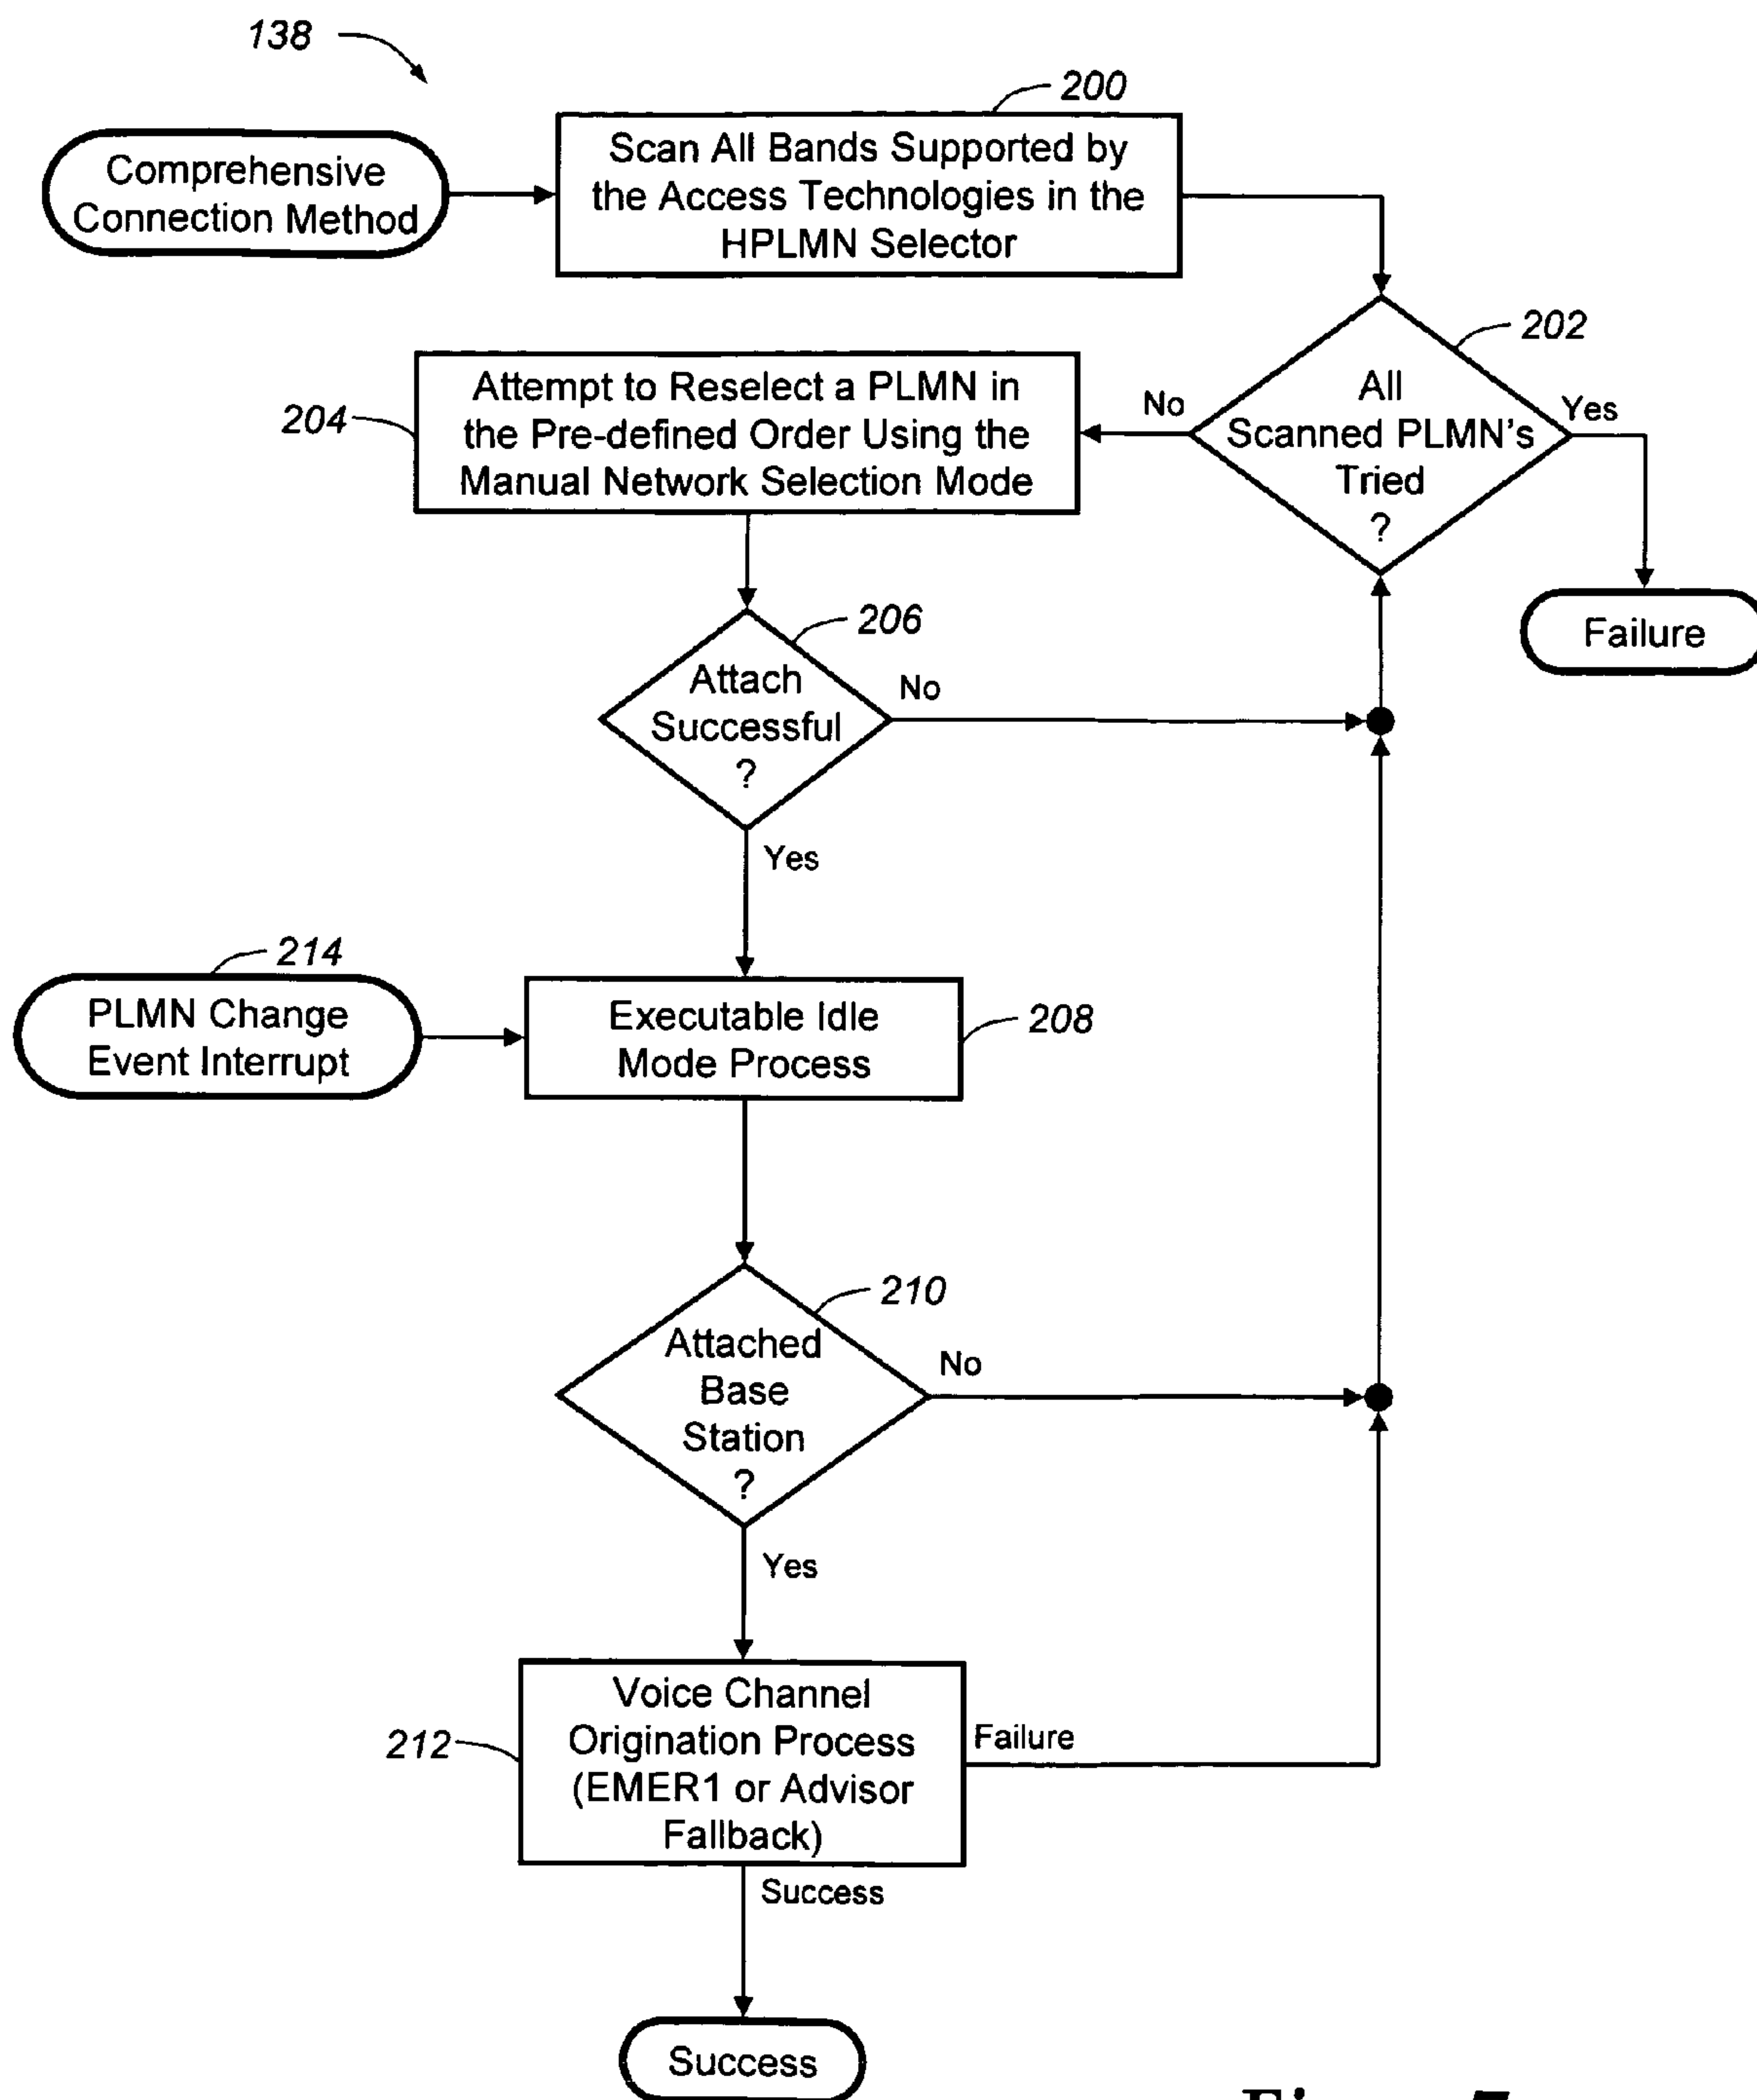 138
200
Comprehensive
Connection Method
Scan All Bands Supported by
the Access Technologies in the
HPLMN Selector
202
204
Attempt to Reselect a PLMN in
the Pre-defined Order Using the
Manual Network Selection Mode
No
All
Scanned PLMN's
Tried
?
Yes
Failure
206
Attach
Successful
?
No
Yes
214
PLMN Change
Event Interrupt
Executable Idle
Mode Process
208
210
Attached
Base
Station
?
No
Yes
212
Voice Channel
Origination Process
(EMER1 or Advisor
Fallback)
Failure
Success
Success